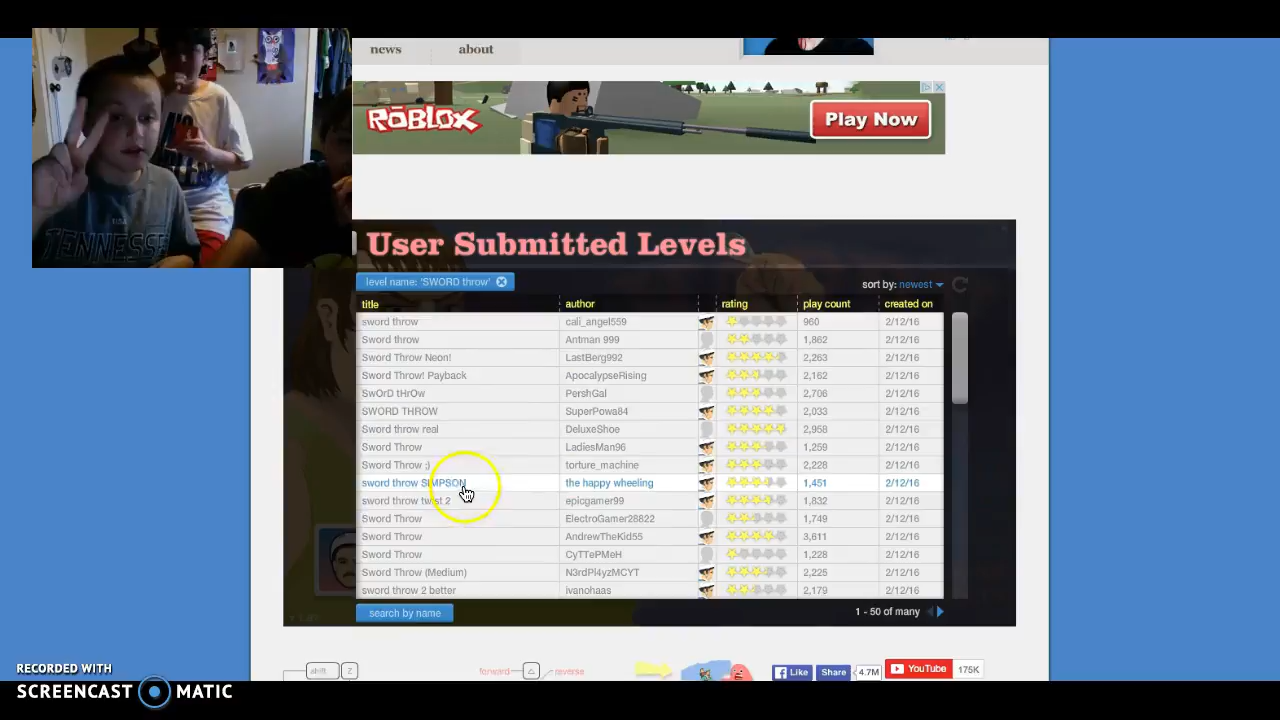 news about
ROBLOX
Play Now
TENNESSEE
User Submitted Levels
level name: 'SWORD throw'
sort by: newest
title author rating play count created on
sword throw cali_angel559 960 2/12/16
Sword throw Antman 999 1,862 2/12/16
Sword Throw Neon! LastBerg992 2,263 2/12/16
Sword Throw! Payback ApocalypseRising 2,162 2/12/16
SwOrD tHrOw PershGal 2,706 2/12/16
SWORD THROW SuperPowa84 2,033 2/12/16
Sword throw real DeluxeShoe 2,958 2/12/16
Sword Throw LadiesMan96 1,259 2/12/16
Sword Throw ;) torture_machine 2,228 2/12/16
sword throw SIMPSON the happy wheeling 1,451 2/12/16
sword throw twist 2 epicgamer99 1,832 2/12/16
Sword Throw ElectroGamer28822 1,749 2/12/16
Sword Throw AndrewTheKid55 3,611 2/12/16
Sword Throw CyTTePMeH 1,228 2/12/16
Sword Throw (Medium) N3rdPl4yzMCYT 2,225 2/12/16
sword throw 2 better ivanohaas 2,179 2/12/16
search by name
1 - 50 of many
shift Z forward reverse
Like Share 4.7M YouTube 175K
RECORDED WITH
SCREENCAST MATIC